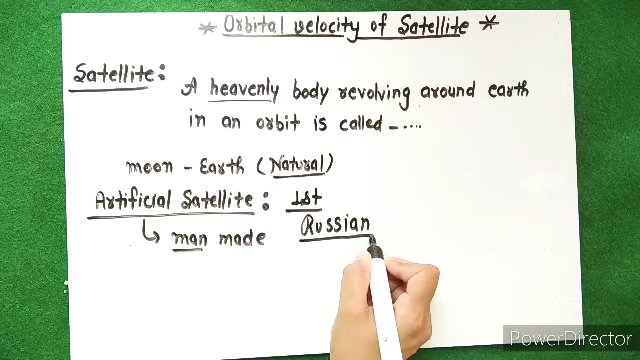 * Orbital velocity of Satellite *
Satellite:
A heavenly body revolving around earth
in an orbit is called -....
moon - Earth (Natural)
Artificial Satellite: 1st
↳ man made Russian
PowerDirector